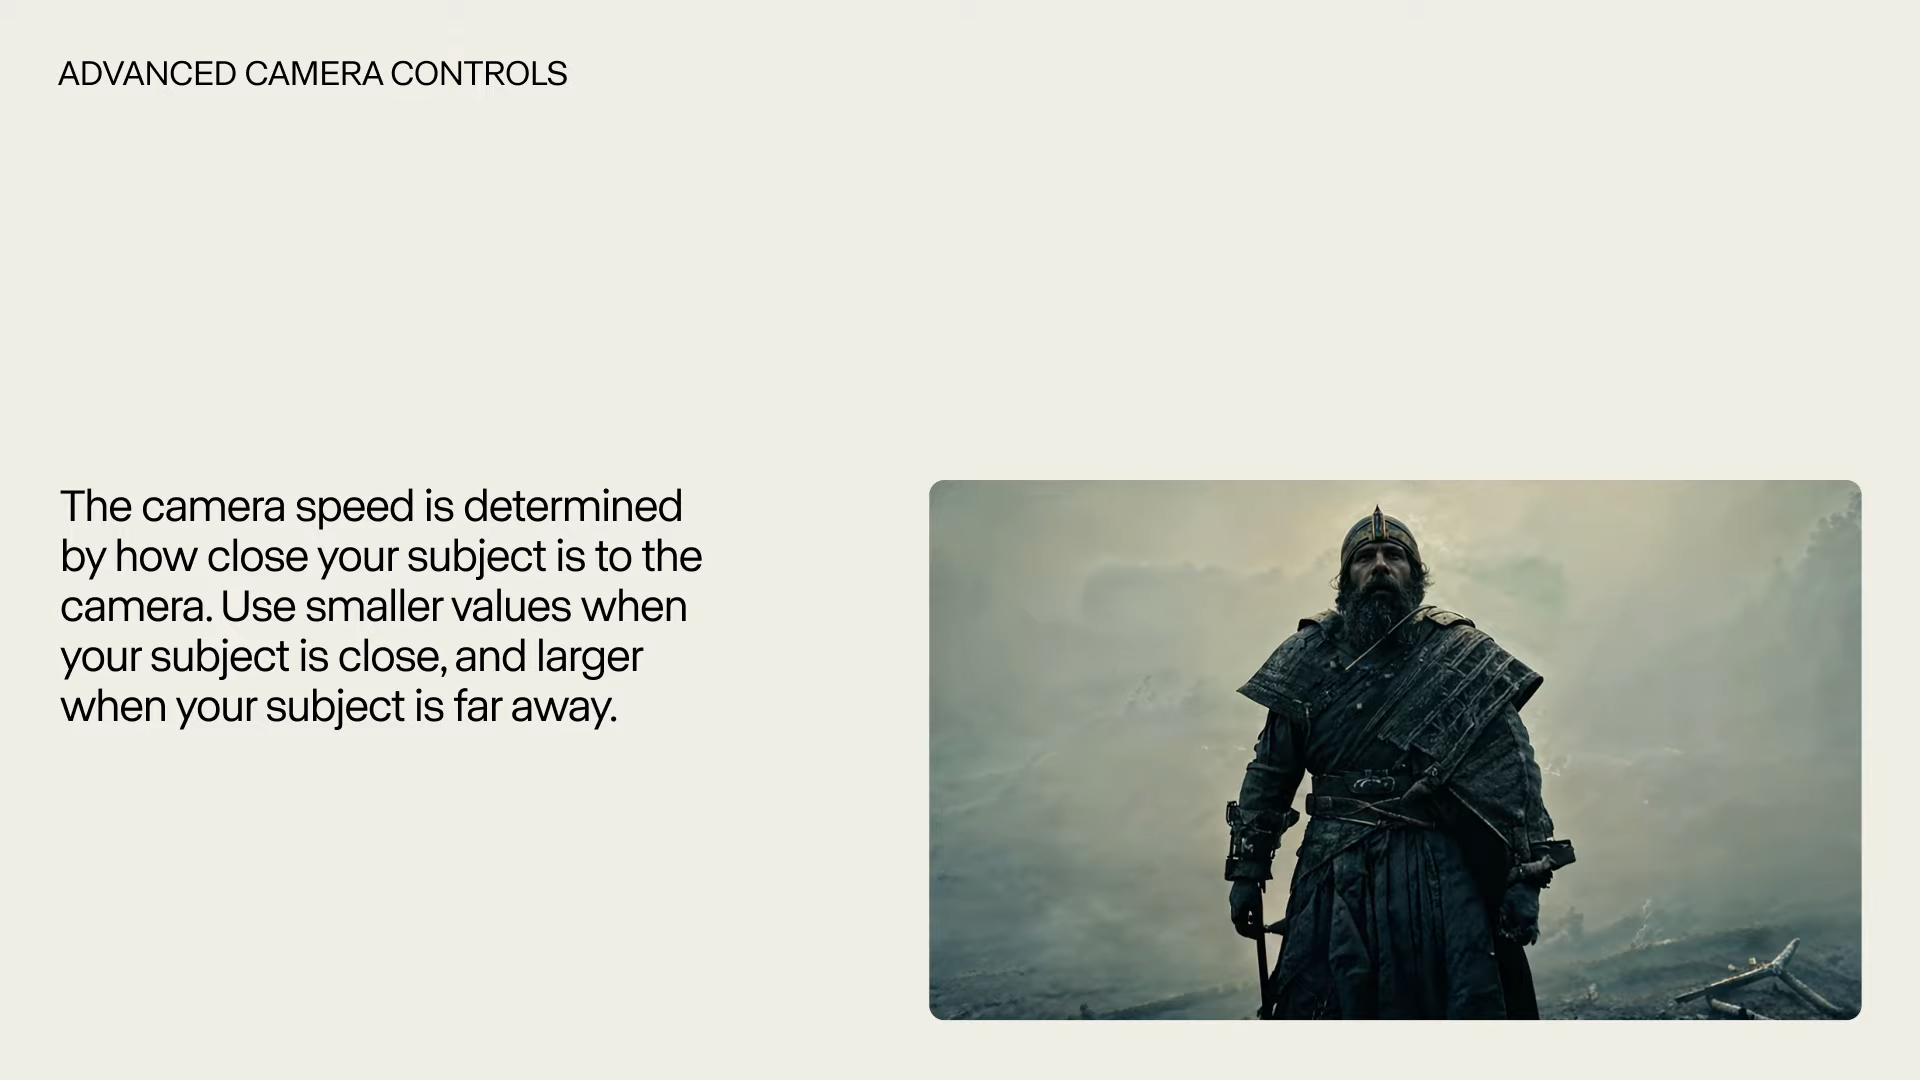 ADVANCED CAMERA CONTROLS
The camera speed is determined
by how close your subject is to the
camera. Use smaller values when
your subject is close, and larger
when your subject is far away.